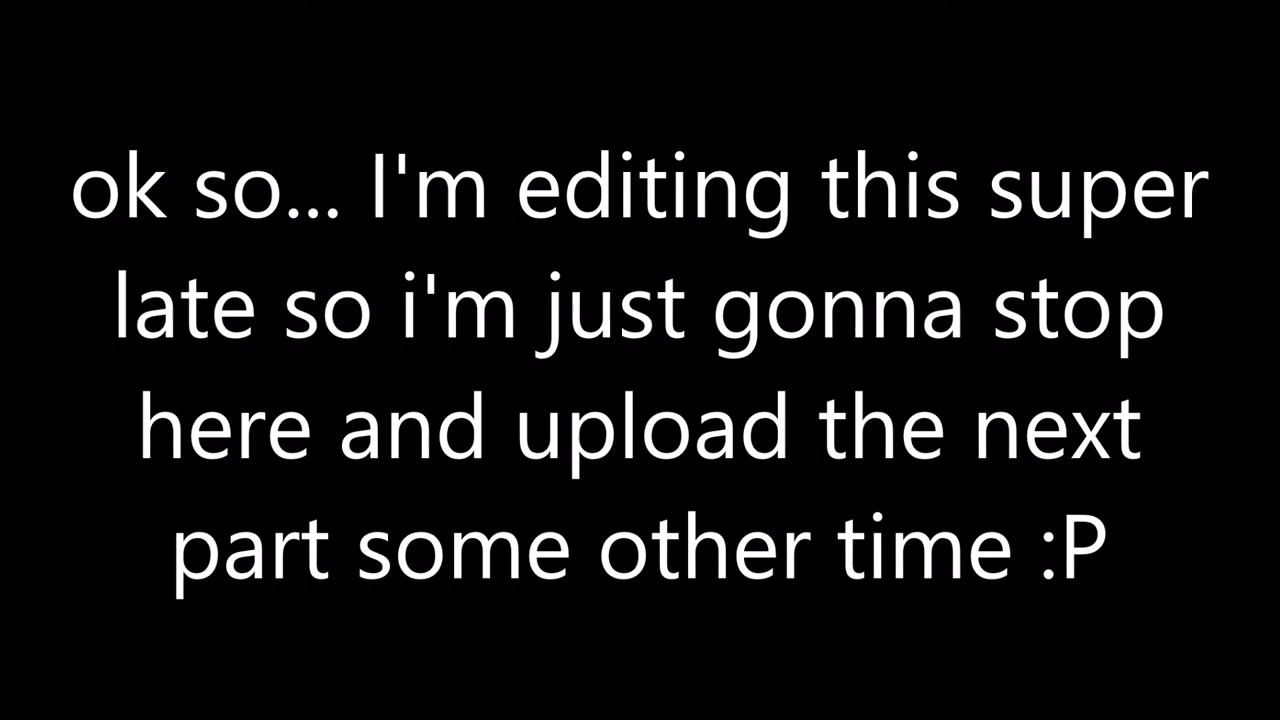 ok so... I'm editing this super
late so i'm just gonna stop
here and upload the next
part some other time :P